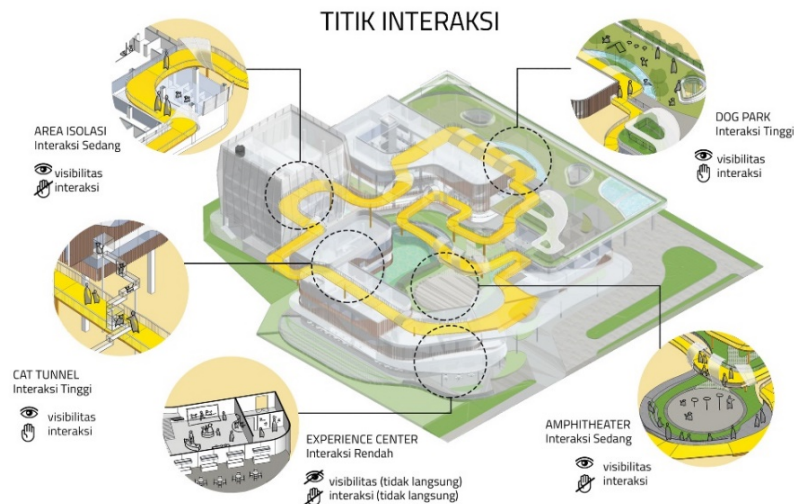 TITIK INTERAKSI
AREA ISOLASI
Interaksi Sedang
visibilitas
interaksi
DOG PARK
Interaksi Tinggi
visibilitas
interaksi
CAT TUNNEL
Interaksi Tinggi
visibilitas
interaksi
EXPERIENCE CENTER
Interaksi Rendah
visibilitas (tidak langsung)
interaksi (tidak langsung)
AMPHITHEATER
Interaksi Sedang
visibilitas
interaksi